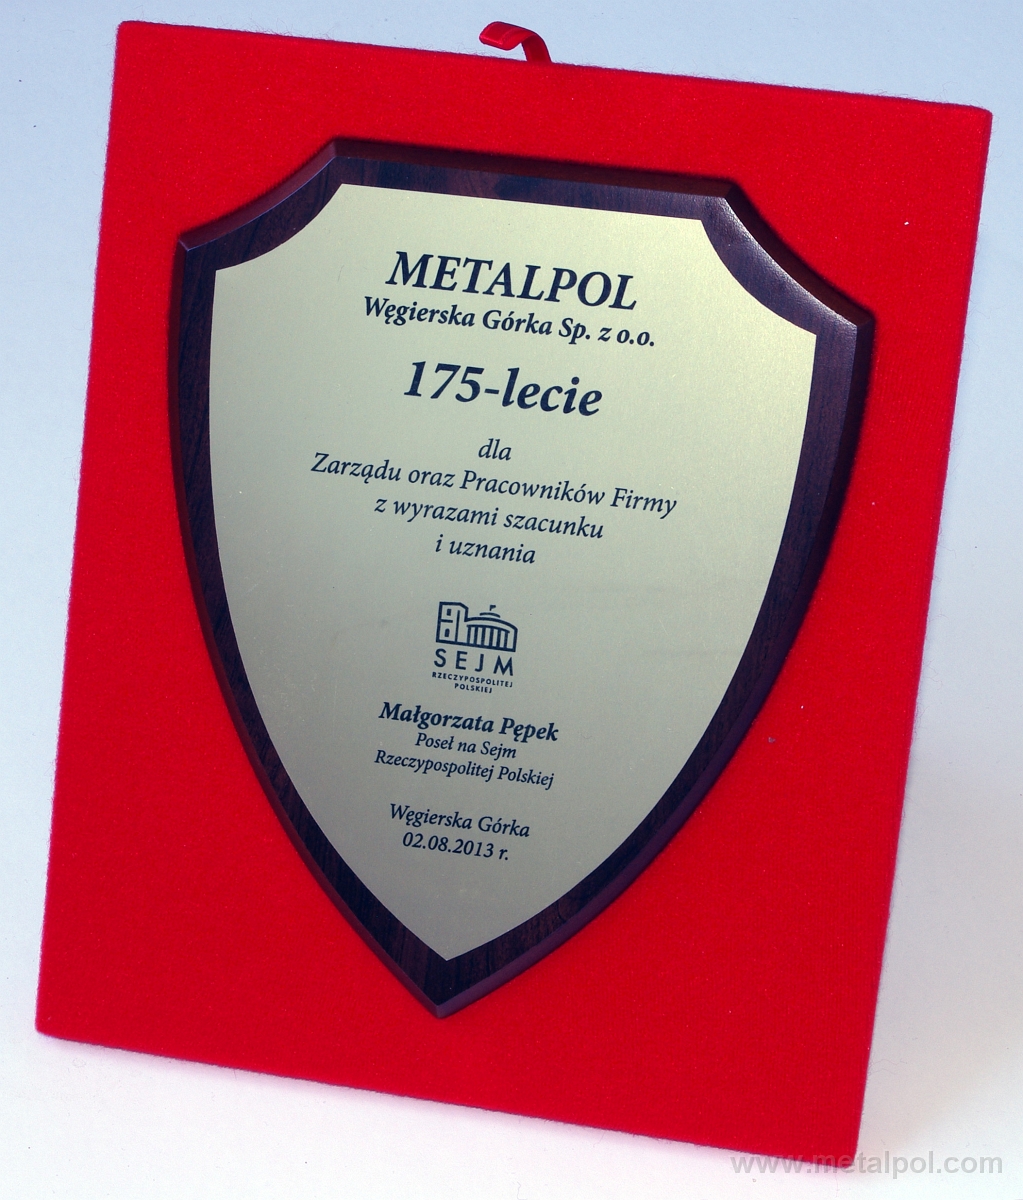 METALPOL
Węgierska Górka Sp. z o.o.
175-lecie
dla
Zarządu oraz Pracowników Firmy
z wyrazami szacunku
i uznania
SEJM
RZECZYPOSPOLITEJ
POLSKIEJ
Małgorzata Pępek
Poseł na Sejm
Rzeczypospolitej Polskiej
Węgierska Górka
02.08.2013 r.
www.metalpol.com